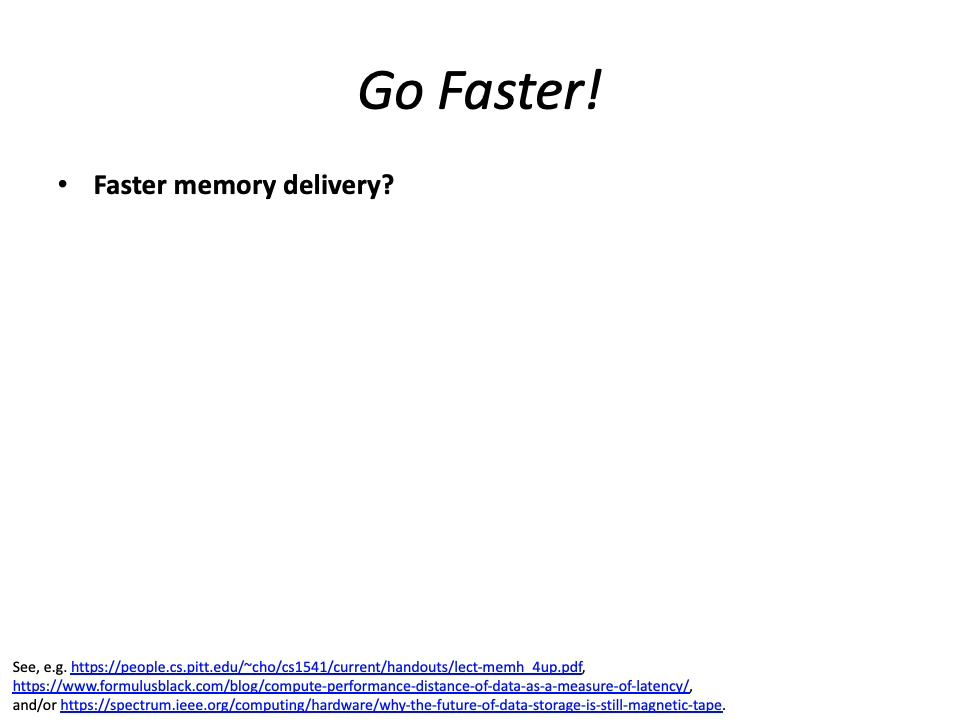 Go Faster!
• Faster memory delivery?
See, e.g. https://people.cs.pitt.edu/~cho/cs1541/current/handouts/lect-memh_4up.pdf,
https://www.formulusblack.com/blog/compute-performance-distance-of-data-as-a-measure-of-latency/,
and/or https://spectrum.ieee.org/computing/hardware/why-the-future-of-data-storage-is-still-magnetic-tape.